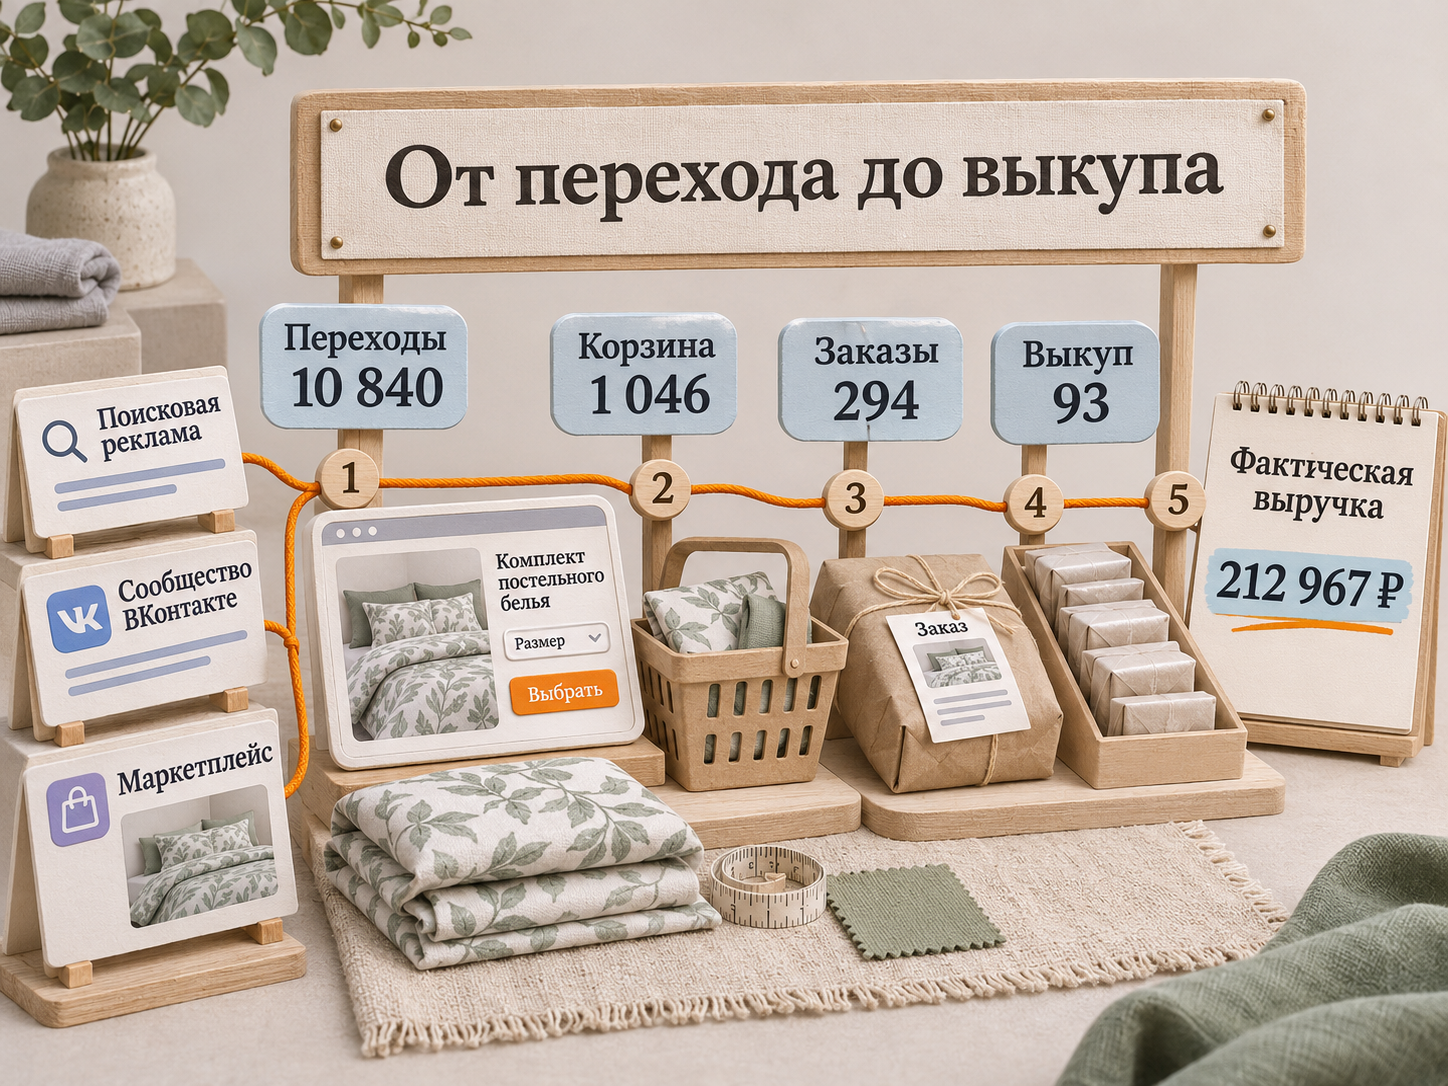 От перехода до выкупа
Переходы
10 840
Корзина
1 046
Заказы
294
Выкуп
93
Поисковая
реклама
Сообщество
ВКонтакте
Маркетплейс
1
2
3
4
5
Комплект
постельного
белья
Размер
Выбрать
Заказ
Фактическая
выручка
212 967 ₽